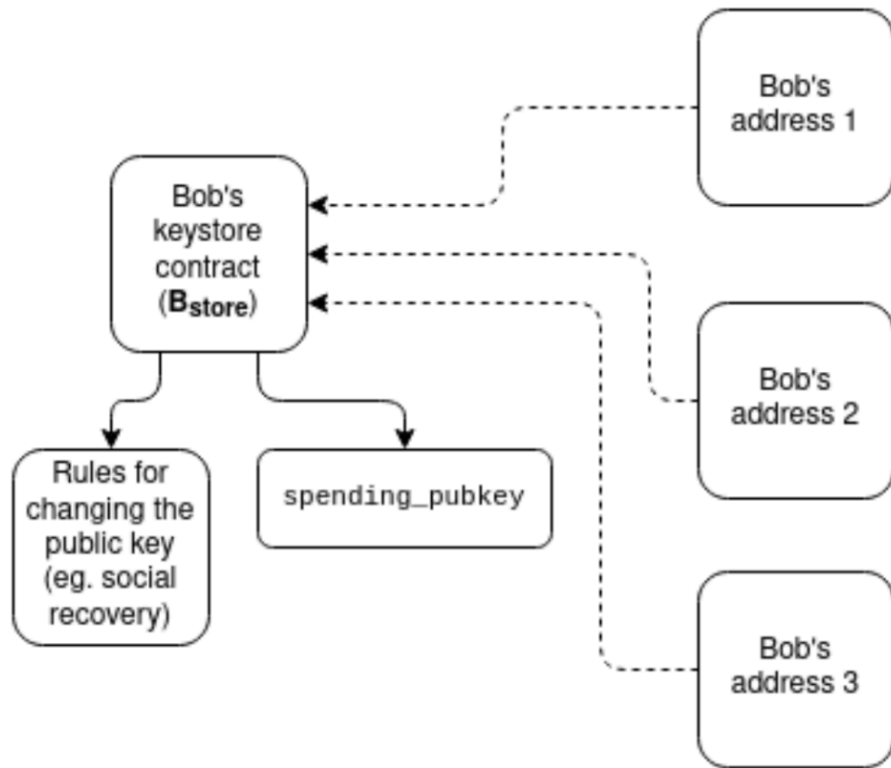 Bob's
address 1
Bob's
keystore
contract
(Bstore)
Bob's
address 2
Rules for
changing the
public key
(eg. social
recovery)
spending_pubkey
Bob's
address 3